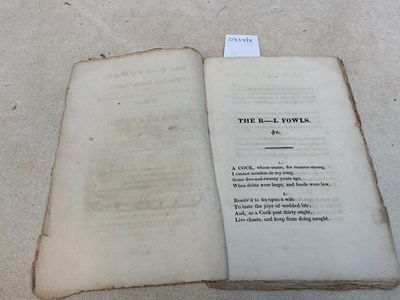 THE R—L FOWLS,
&c.
1.
A COCK, whose name, for reasons strong,
I cannot mention in my song,
Some five-and-twenty years ago,
When debts were large, and funds were low,
2.
Resolv'd to fix upon a wife
To taste the joys of wedded life;
And, as a Cock past thirty ought,
Live chaste, and keep from doing naught.